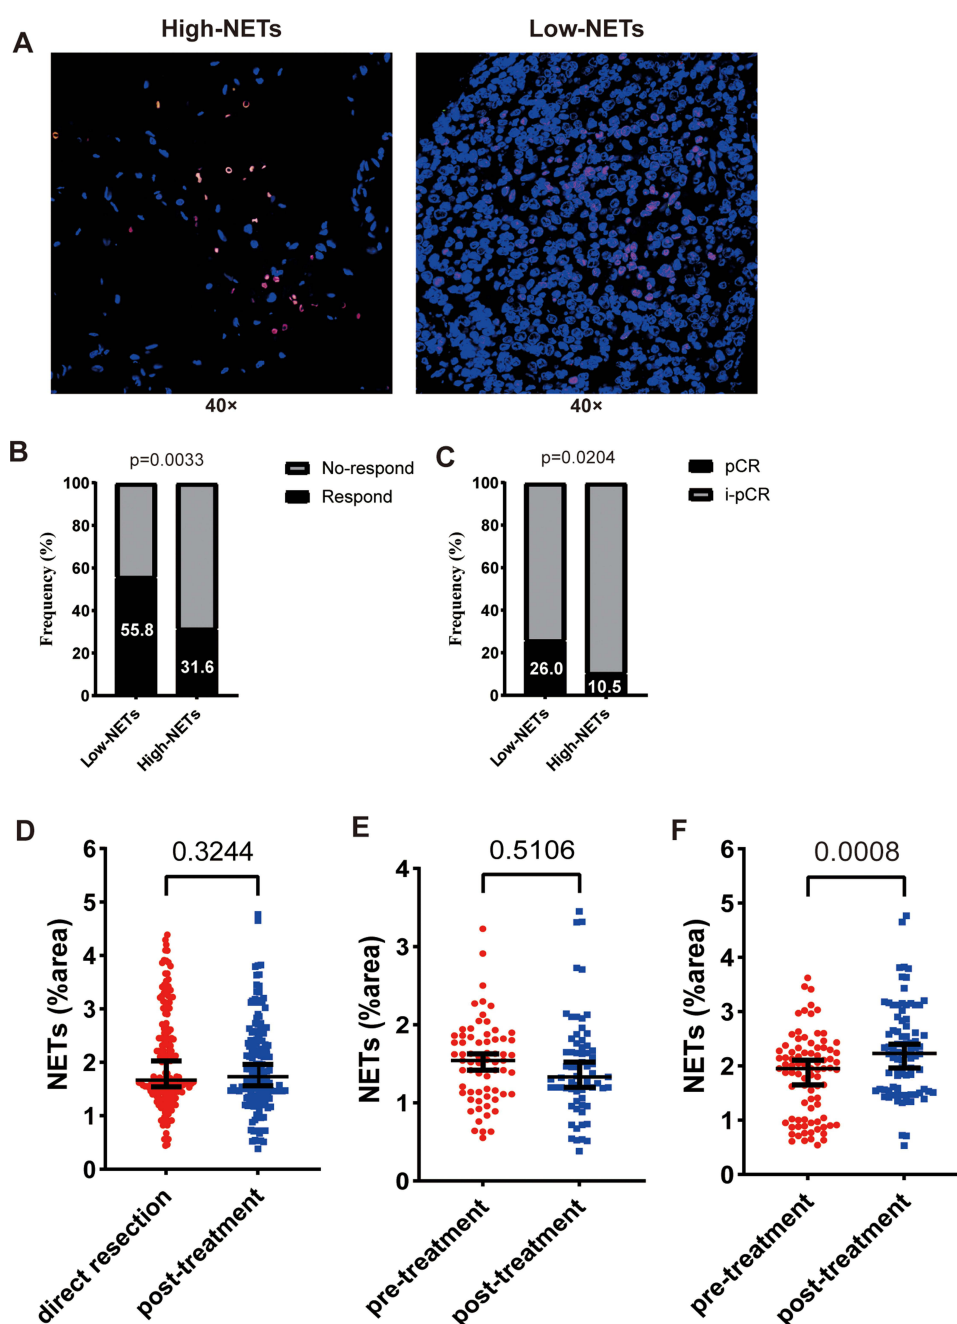 A
High-NETs
Low-NETs
40×
40×
B
p=0.0033
No-respond
Respond
Frequency (%)
100
80
60
40
20
0
55.8
31.6
Low-NETs
High-NETs
C
p=0.0204
pCR
i-pCR
Frequency (%)
100
80
60
40
20
0
26.0
10.5
Low-NETs
High-NETs
D
0.3244
NETs (%area)
6
5
4
3
2
1
0
direct resection
post-treatment
E
0.5106
NETs (%area)
4
3
2
1
0
pre-treatment
post-treatment
F
0.0008
NETs (%area)
6
5
4
3
2
1
0
pre-treatment
post-treatment